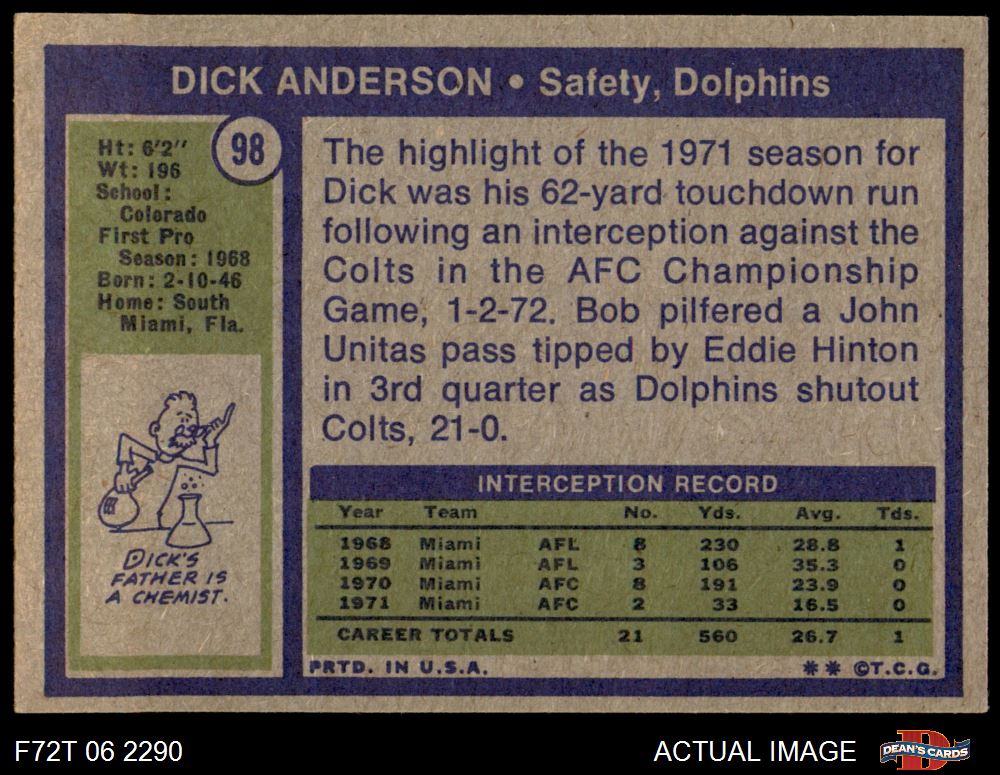 DICK ANDERSON • Safety, Dolphins
98
Ht: 6'2"
Wt: 196
School:
Colorado
First Pro
Season: 1968
Born: 2-10-46
Home: South
Miami, Fla.
DICK'S
FATHER IS
A CHEMIST.
The highlight of the 1971 season for
Dick was his 62-yard touchdown run
following an interception against the
Colts in the AFC Championship
Game, 1-2-72. Bob pilfered a John
Unitas pass tipped by Eddie Hinton
in 3rd quarter as Dolphins shutout
Colts, 21-0.
INTERCEPTION RECORD
Year Team No. Yds. Avg. Tds.
1968 Miami AFL 8 230 28.8 1
1969 Miami AFL 3 106 35.3 0
1970 Miami AFC 8 191 23.9 0
1971 Miami AFC 2 33 16.5 0
CAREER TOTALS 21 560 26.7 1
PRTD. IN U.S.A. ** ©T.C.G.
F72T 06 2290
ACTUAL IMAGE
D
DEAN'S CARDS